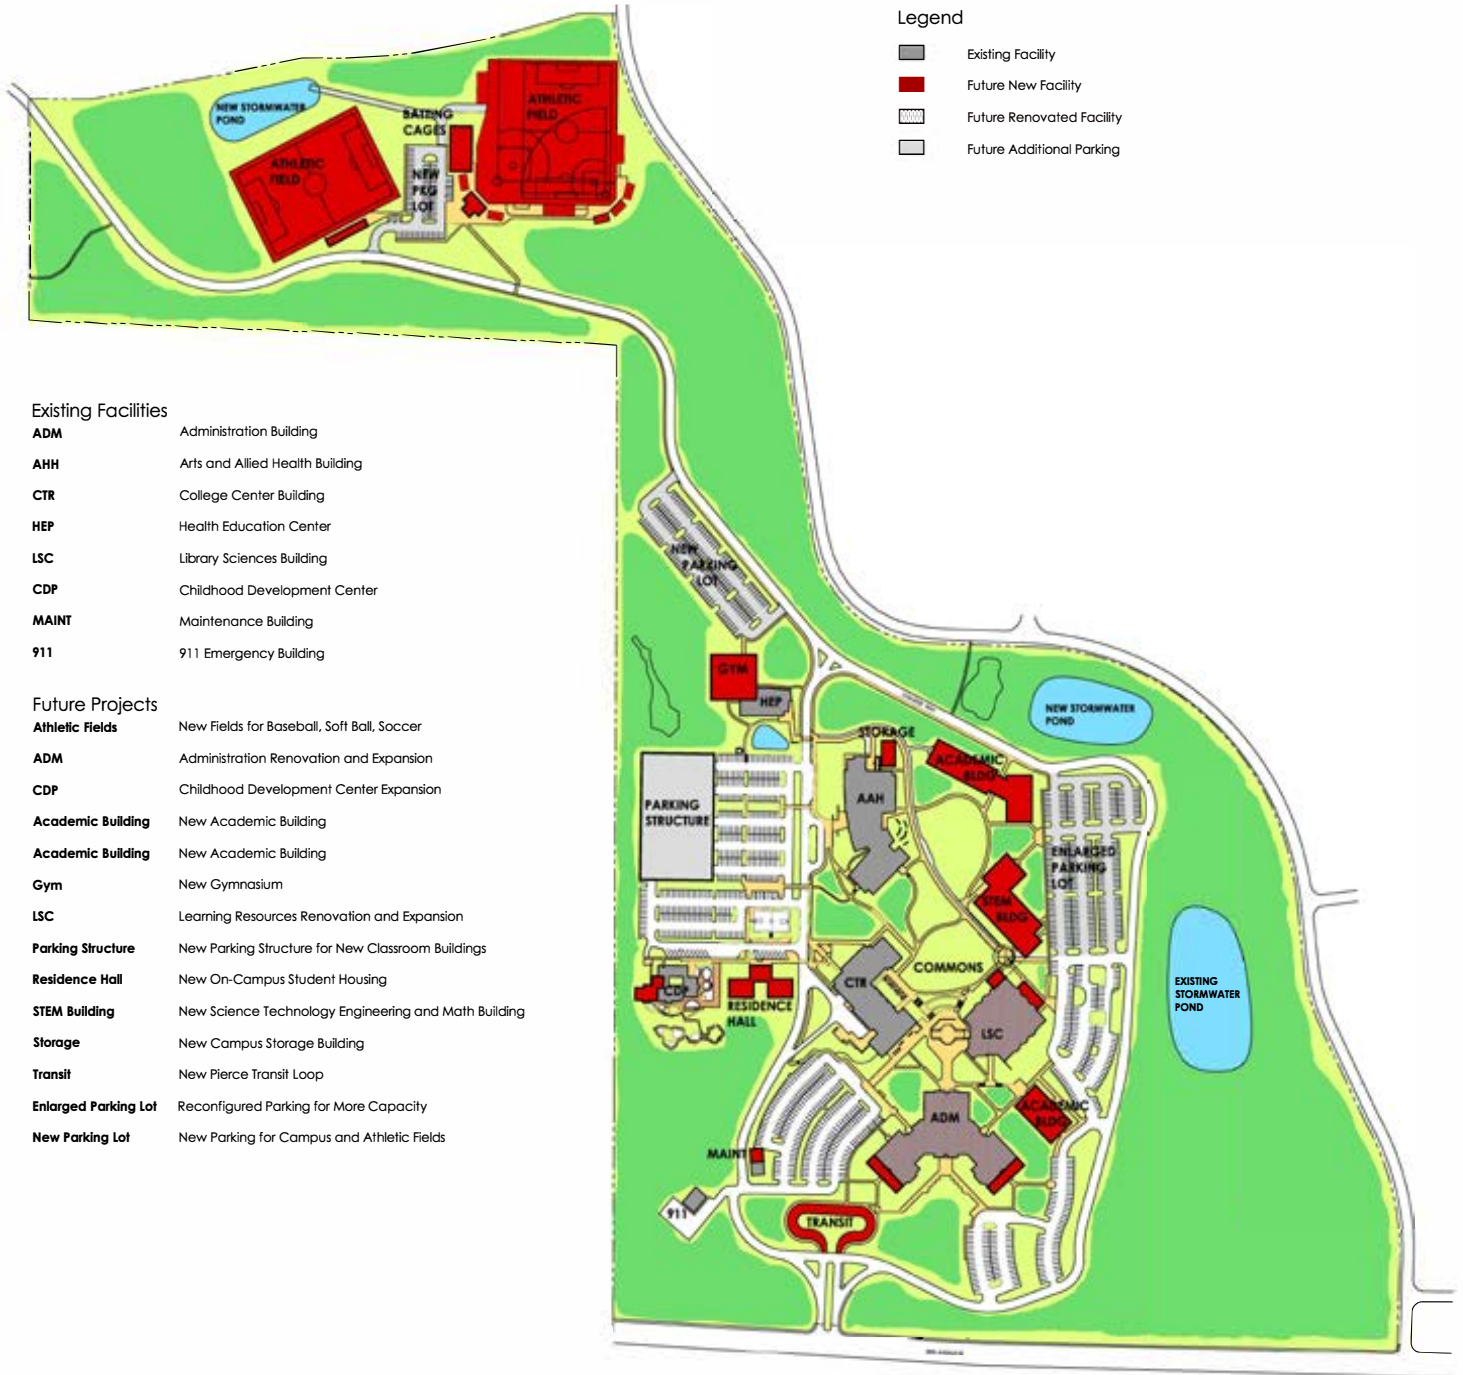 Legend
Existing Facility
Future New Facility
Future Renovated Facility
Future Additional Parking
NEW STORMWATER
POND
BATTING
CAGES
ATHLETIC
FIELD
ATHLETIC
FIELD
NEW
PKG
LOT
Existing Facilities
ADM Administration Building
AHH Arts and Allied Health Building
CTR College Center Building
HEP Health Education Center
LSC Library Sciences Building
CDP Childhood Development Center
MAINT Maintenance Building
911 911 Emergency Building
Future Projects
Athletic Fields New Fields for Baseball, Soft Ball, Soccer
ADM Administration Renovation and Expansion
CDP Childhood Development Center Expansion
Academic Building New Academic Building
Academic Building New Academic Building
Gym New Gymnasium
LSC Learning Resources Renovation and Expansion
Parking Structure New Parking Structure for New Classroom Buildings
Residence Hall New On-Campus Student Housing
STEM Building New Science Technology Engineering and Math Building
Storage New Campus Storage Building
Transit New Pierce Transit Loop
Enlarged Parking Lot Reconfigured Parking for More Capacity
New Parking Lot New Parking for Campus and Athletic Fields
NEW
PARKING
LOT
GYM
HEP
NEW STORMWATER
POND
STORAGE
ACADEMIC
BLDG
AAH
PARKING
STRUCTURE
ENLARGED
PARKING
LOT
STEM
BLDG
COMMONS
CTR
CDP
RESIDENCE
HALL
EXISTING
STORMWATER
POND
LSC
ADM
ACADEMIC
BLDG
MAINT
911
TRANSIT